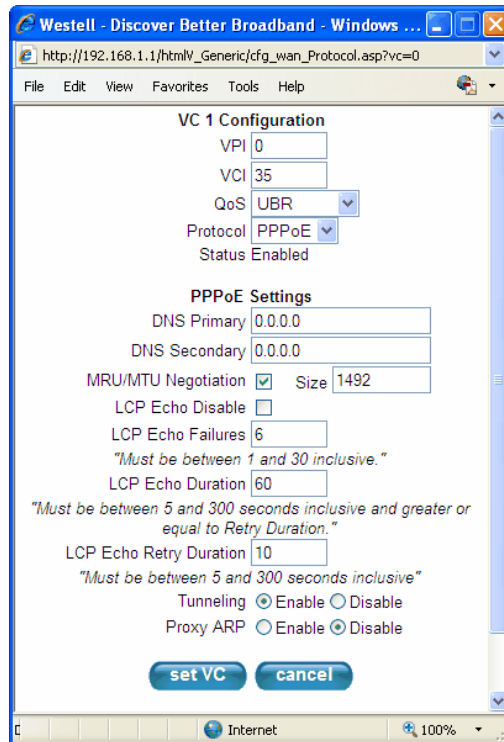 Westell - Discover Better Broadband - Windows ...
http://192.168.1.1/htmlV_Generic/cfg_wan_Protocol.asp?vc=0
File Edit View Favorites Tools Help
VC 1 Configuration
VPI 0
VCI 35
QoS UBR
Protocol PPPoE
Status Enabled
PPPoE Settings
DNS Primary 0.0.0.0
DNS Secondary 0.0.0.0
MRU/MTU Negotiation Size 1492
LCP Echo Disable
LCP Echo Failures 6
"Must be between 1 and 30 inclusive."
LCP Echo Duration 60
"Must be between 5 and 300 seconds inclusive and greater or
equal to Retry Duration."
LCP Echo Retry Duration 10
"Must be between 5 and 300 seconds inclusive"
Tunneling Enable Disable
Proxy ARP Enable Disable
set VC cancel
Internet 100%